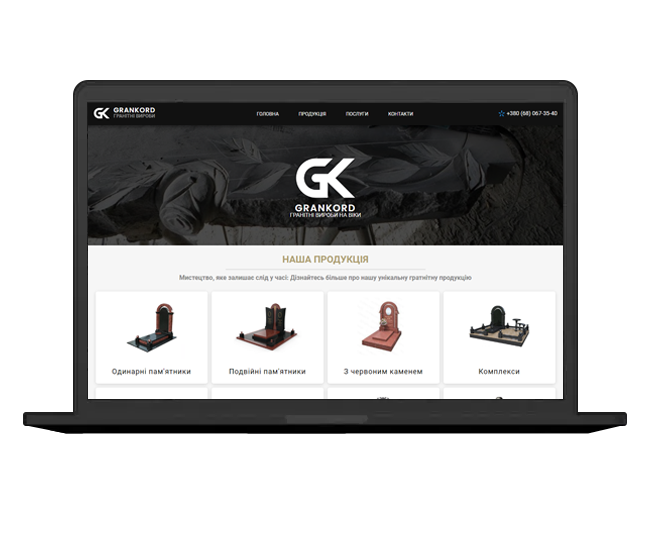 GK GRANKORD
ГРАНІТНІ ВИРОБИ
ГОЛОВНА ПРОДУКЦІЯ ПОСЛУГИ КОНТАКТИ
+380 (68) 067-35-40
GK
GRANKORD
ГРАНІТНІ ВИРОБИ НА ВІКИ
НАША ПРОДУКЦІЯ
Мистецтво, яке залишає слід у часі: Дізнайтесь більше про нашу унікальну гратнітну продукцію
Одинарні пам'ятники
Подвійні пам'ятники
З червоним каменем
Комплекси